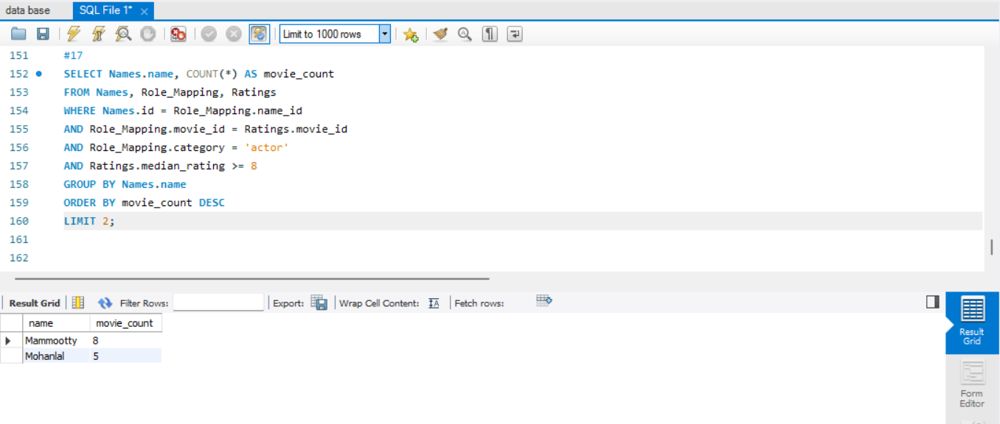 data base SQL File 1* ×
Limit to 1000 rows
151 #17
152 SELECT Names.name, COUNT(*) AS movie_count
153 FROM Names, Role_Mapping, Ratings
154 WHERE Names.id = Role_Mapping.name_id
155 AND Role_Mapping.movie_id = Ratings.movie_id
156 AND Role_Mapping.category = 'actor'
157 AND Ratings.median_rating >= 8
158 GROUP BY Names.name
159 ORDER BY movie_count DESC
160 LIMIT 2;
161
162
Result Grid Filter Rows: Export: Wrap Cell Content: IA Fetch rows:
name movie_count
Mammootty 8
Mohanlal 5
Result
Grid
Form
Editor